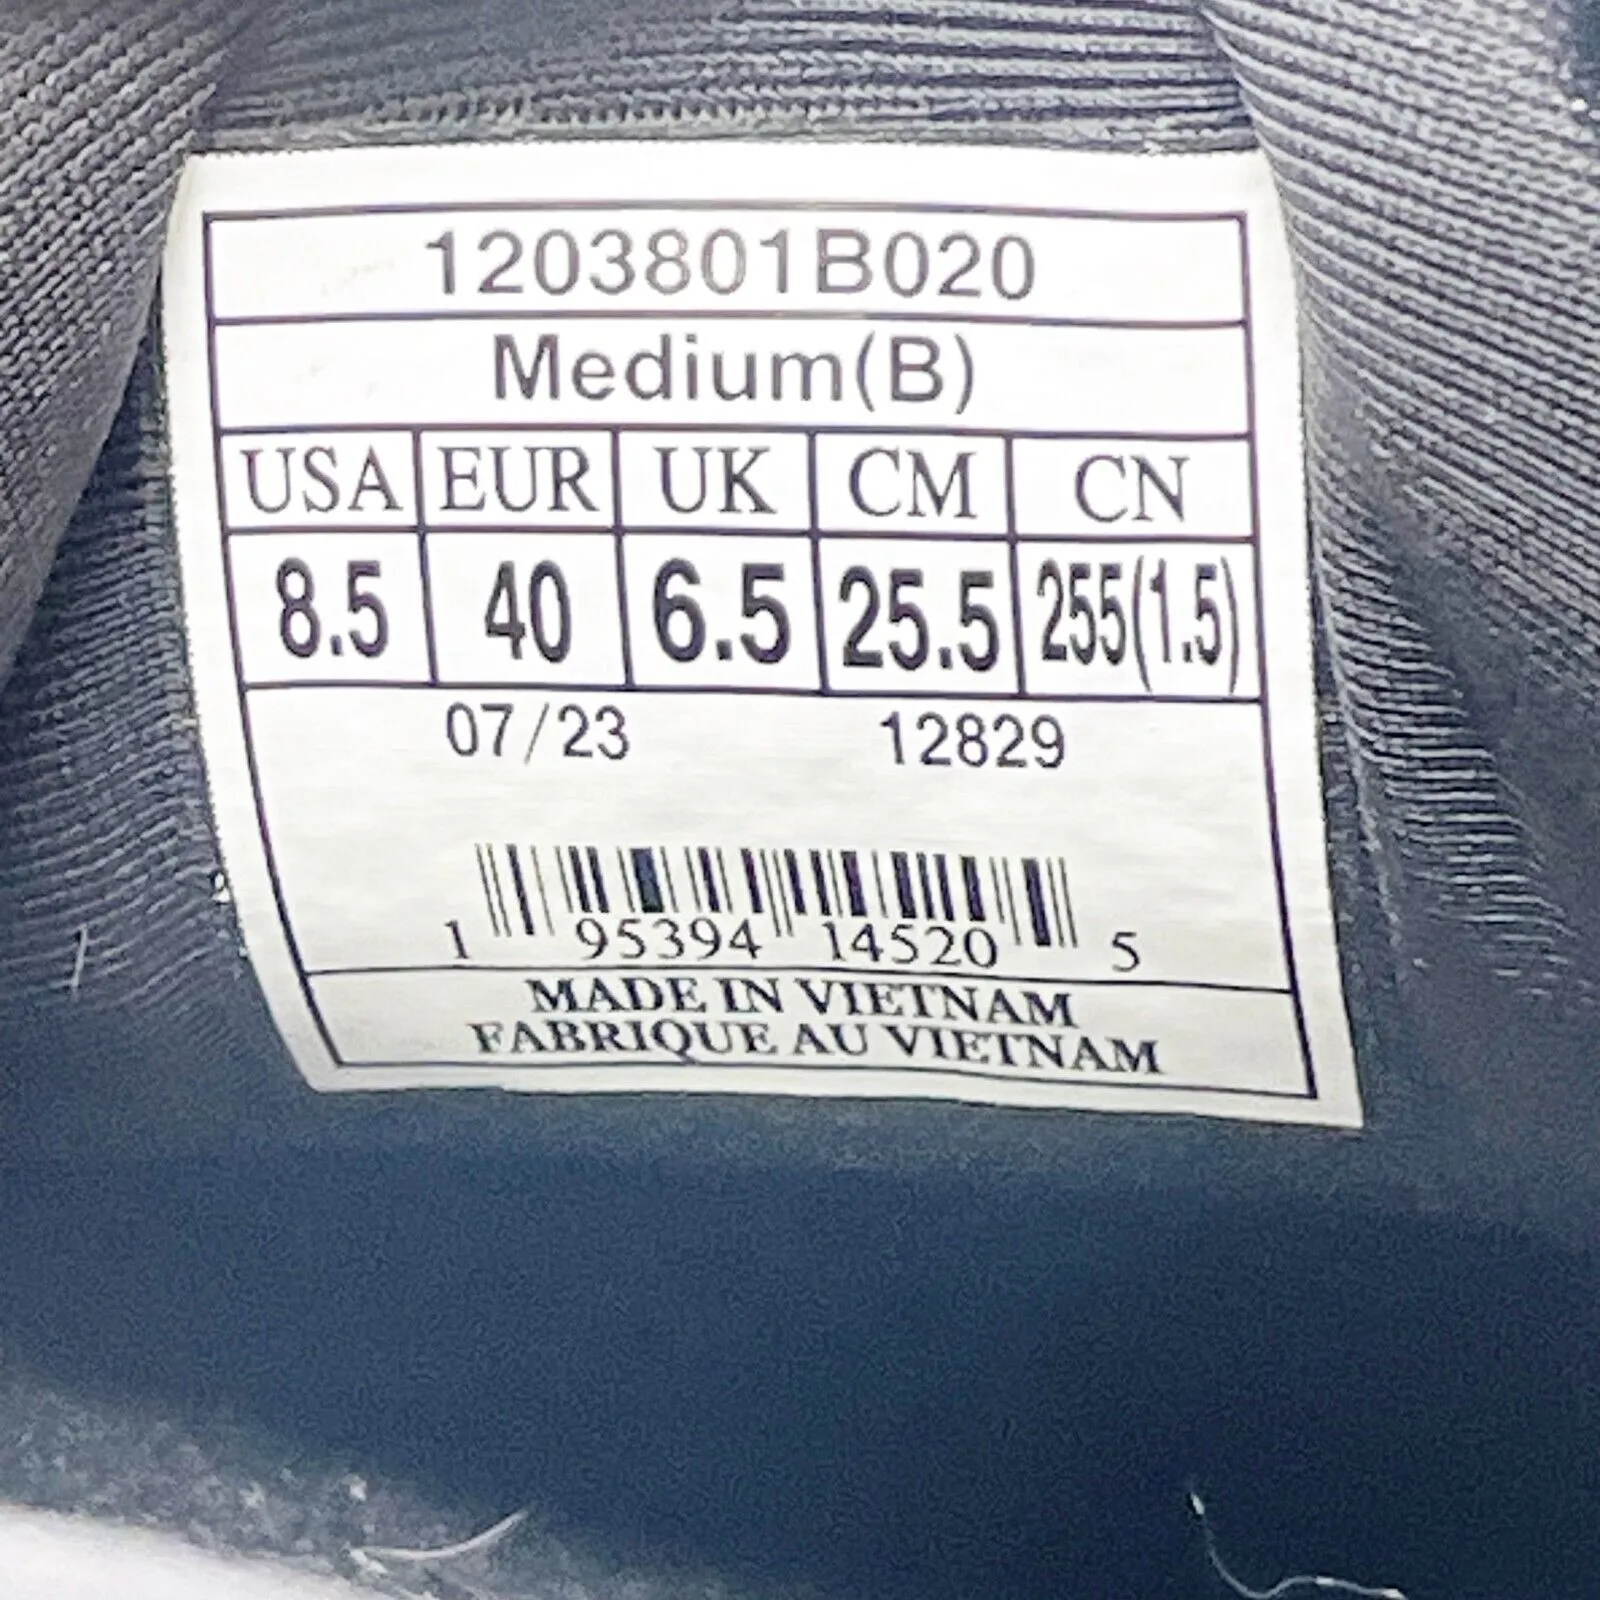 1203801B020
Medium(B)
USA EUR UK CM CN
8.5 40 6.5 25.5 255(1.5)
07/23 12829
1 95394 14520 5
MADE IN VIETNAM
FABRIQUE AU VIETNAM